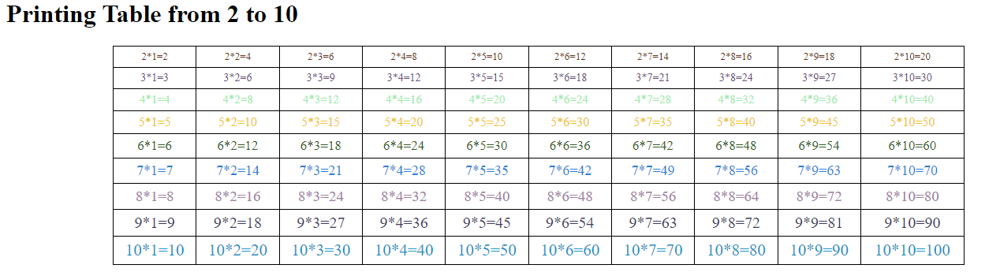 Printing Table from 2 to 10
2*1=2 2*2=4 2*3=6 2*4=8 2*5=10 2*6=12 2*7=14 2*8=16 2*9=18 2*10=20
3*1=3 3*2=6 3*3=9 3*4=12 3*5=15 3*6=18 3*7=21 3*8=24 3*9=27 3*10=30
4*1=4 4*2=8 4*3=12 4*4=16 4*5=20 4*6=24 4*7=28 4*8=32 4*9=36 4*10=40
5*1=5 5*2=10 5*3=15 5*4=20 5*5=25 5*6=30 5*7=35 5*8=40 5*9=45 5*10=50
6*1=6 6*2=12 6*3=18 6*4=24 6*5=30 6*6=36 6*7=42 6*8=48 6*9=54 6*10=60
7*1=7 7*2=14 7*3=21 7*4=28 7*5=35 7*6=42 7*7=49 7*8=56 7*9=63 7*10=70
8*1=8 8*2=16 8*3=24 8*4=32 8*5=40 8*6=48 8*7=56 8*8=64 8*9=72 8*10=80
9*1=9 9*2=18 9*3=27 9*4=36 9*5=45 9*6=54 9*7=63 9*8=72 9*9=81 9*10=90
10*1=10 10*2=20 10*3=30 10*4=40 10*5=50 10*6=60 10*7=70 10*8=80 10*9=90 10*10=100